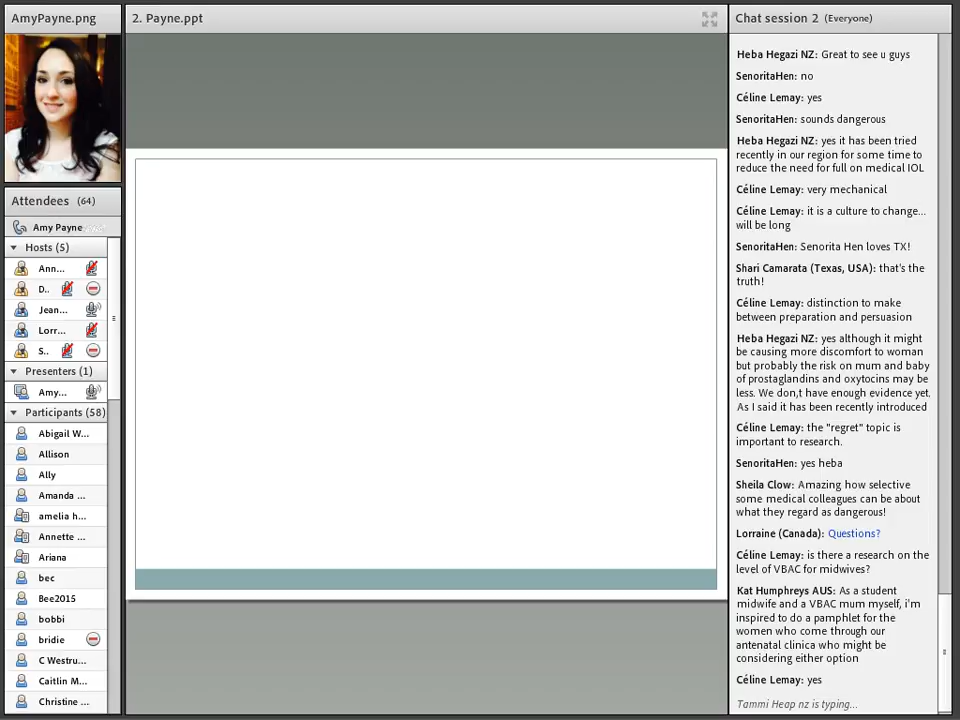 AmyPayne.png
2. Payne.ppt
Chat session 2 (Everyone)
Attendees (64)
Amy Payne
Hosts (5)
Ann...
D..
Jean...
Lorr...
S..
Presenters (1)
Amy...
Participants (58)
Abigail W...
Allison
Ally
Amanda ...
amelia h...
Annette ...
Ariana
bec
Bee2015
bobbi
bridie
C Westru...
Caitlin M...
Christine ...
Heba Hegazi NZ: Great to see u guys
SenoritaHen: no
Céline Lemay: yes
SenoritaHen: sounds dangerous
Heba Hegazi NZ: yes it has been tried
recently in our region for some time to
reduce the need for full on medical IOL
Céline Lemay: very mechanical
Céline Lemay: it is a culture to change...
will be long
SenoritaHen: Senorita Hen loves TX!
Shari Camarata (Texas, USA): that's the
truth!
Céline Lemay: distinction to make
between preparation and persuasion
Heba Hegazi NZ: yes although it might
be causing more discomfort to woman
but probably the risk on mum and baby
of prostaglandins and oxytocins may be
less. We don,t have enough evidence yet.
As I said it has been recently introduced
Céline Lemay: the "regret" topic is
important to research.
SenoritaHen: yes heba
Sheila Clow: Amazing how selective
some medical colleagues can be about
what they regard as dangerous!
Lorraine (Canada): Questions?
Céline Lemay: is there a research on the
level of VBAC for midwives?
Kat Humphreys AUS: As a student
midwife and a VBAC mum myself, i'm
inspired to do a pamphlet for the
women who come through our
antenatal clinica who might be
considering either option
Céline Lemay: yes
Tammi Heap nz is typing...